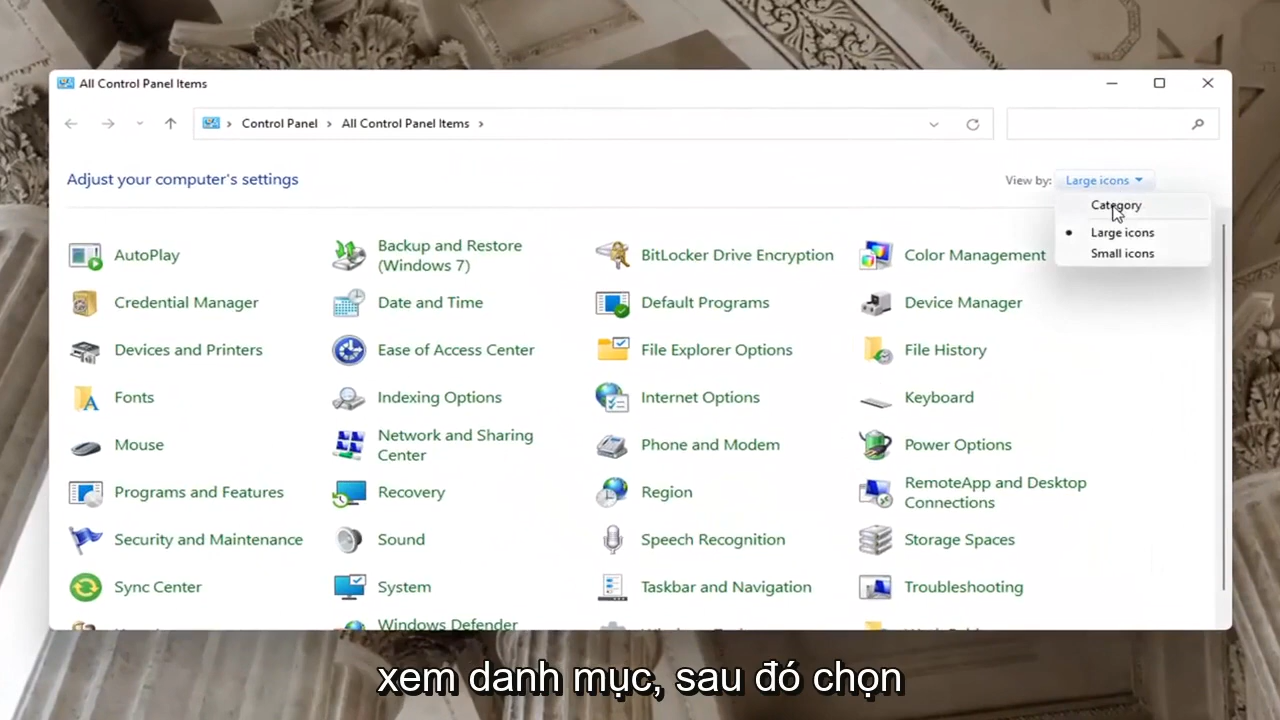 All Control Panel Items
Control Panel > All Control Panel Items >
Adjust your computer's settings
View by: Large icons
Category
Large icons
Small icons
AutoPlay
Backup and Restore
(Windows 7)
BitLocker Drive Encryption
Color Management
Credential Manager
Date and Time
Default Programs
Device Manager
Devices and Printers
Ease of Access Center
File Explorer Options
File History
Fonts
Indexing Options
Internet Options
Keyboard
Mouse
Network and Sharing
Center
Phone and Modem
Power Options
Programs and Features
Recovery
Region
RemoteApp and Desktop
Connections
Security and Maintenance
Sound
Speech Recognition
Storage Spaces
Sync Center
System
Taskbar and Navigation
Troubleshooting
Windows Defender
xem danh mục, sau đó chọn